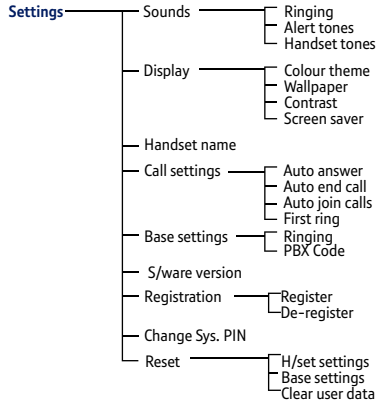 Settings Sounds Ringing
Alert tones
Handset tones
Display Colour theme
Wallpaper
Contrast
Screen saver
Handset name
Call settings Auto answer
Auto end call
Auto join calls
First ring
Base settings Ringing
PBX Code
S/ware version
Registration Register
De-register
Change Sys. PIN
Reset H/set settings
Base settings
Clear user data